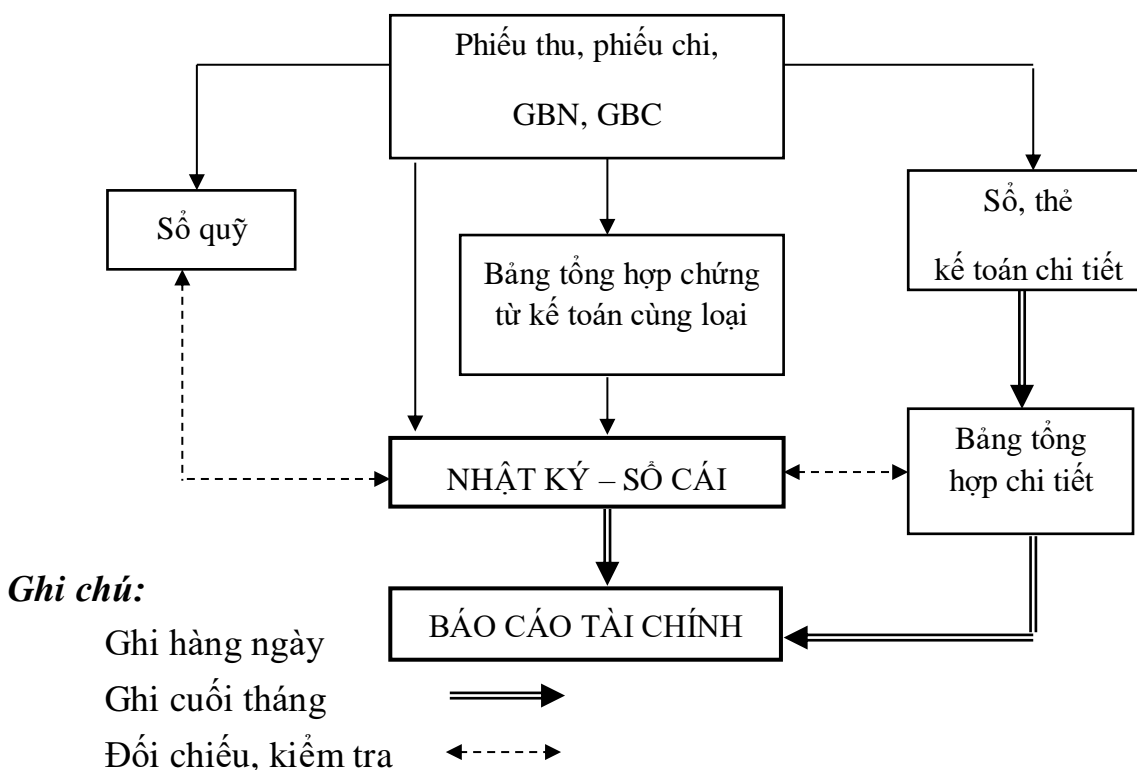 Phiếu thu, phiếu chi,
GBN, GBC
Sổ quỹ
Bảng tổng hợp chứng
từ kế toán cùng loại
Sổ, thẻ
kế toán chi tiết
NHẬT KÝ – SỔ CÁI
Bảng tổng
hợp chi tiết
BÁO CÁO TÀI CHÍNH
Ghi chú:
Ghi hàng ngày
Ghi cuối tháng
Đối chiếu, kiểm tra